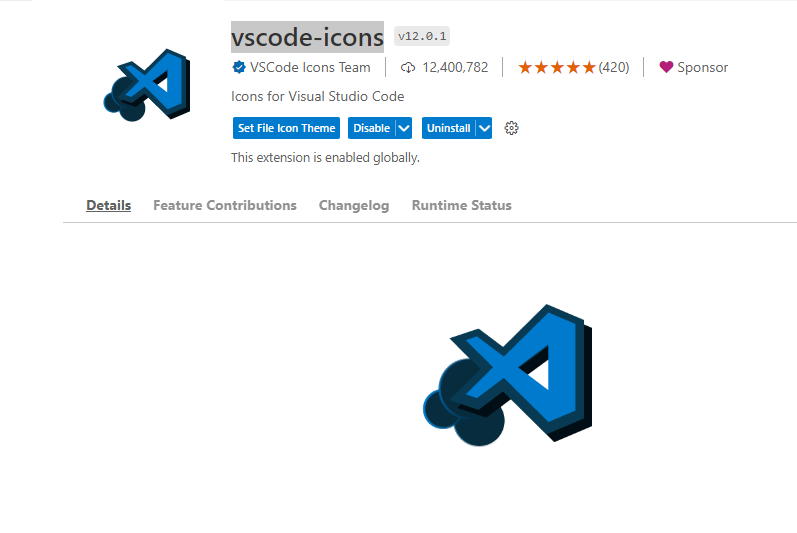 vscode-icons v12.0.1
VSCode Icons Team 12,400,782 (420) Sponsor
Icons for Visual Studio Code
Set File Icon Theme Disable Uninstall
This extension is enabled globally.
Details Feature Contributions Changelog Runtime Status